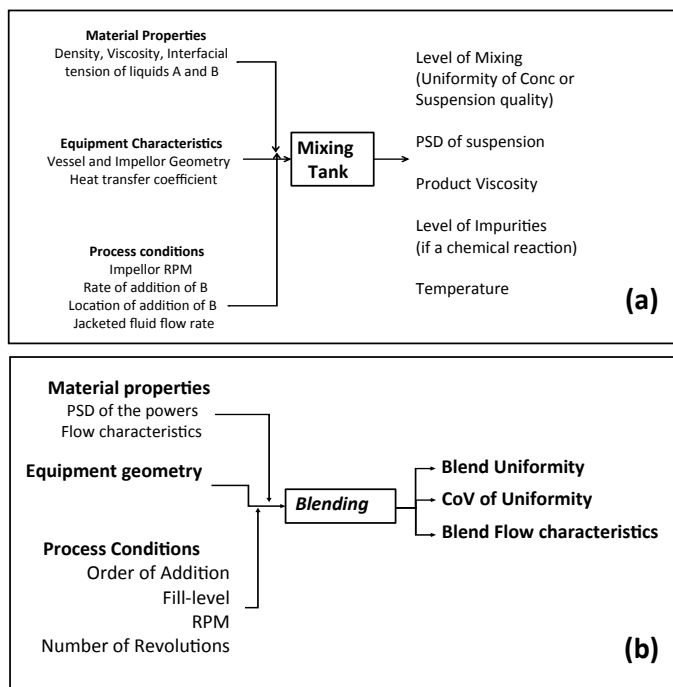 Material Properties
Density, Viscosity, Interfacial
tension of liquids A and B
Equipment Characteristics
Vessel and Impellor Geometry
Heat transfer coefficient
Process conditions
Impellor RPM
Rate of addition of B
Location of addition of B
Jacketed fluid flow rate
Mixing
Tank
Level of Mixing
(Uniformity of Conc or
Suspension quality)
PSD of suspension
Product Viscosity
Level of Impurities
(if a chemical reaction)
Temperature
(a)
Material properties
PSD of the powers
Flow characteristics
Equipment geometry
Process Conditions
Order of Addition
Fill-level
RPM
Number of Revolutions
Blending
Blend Uniformity
CoV of Uniformity
Blend Flow characteristics
(b)